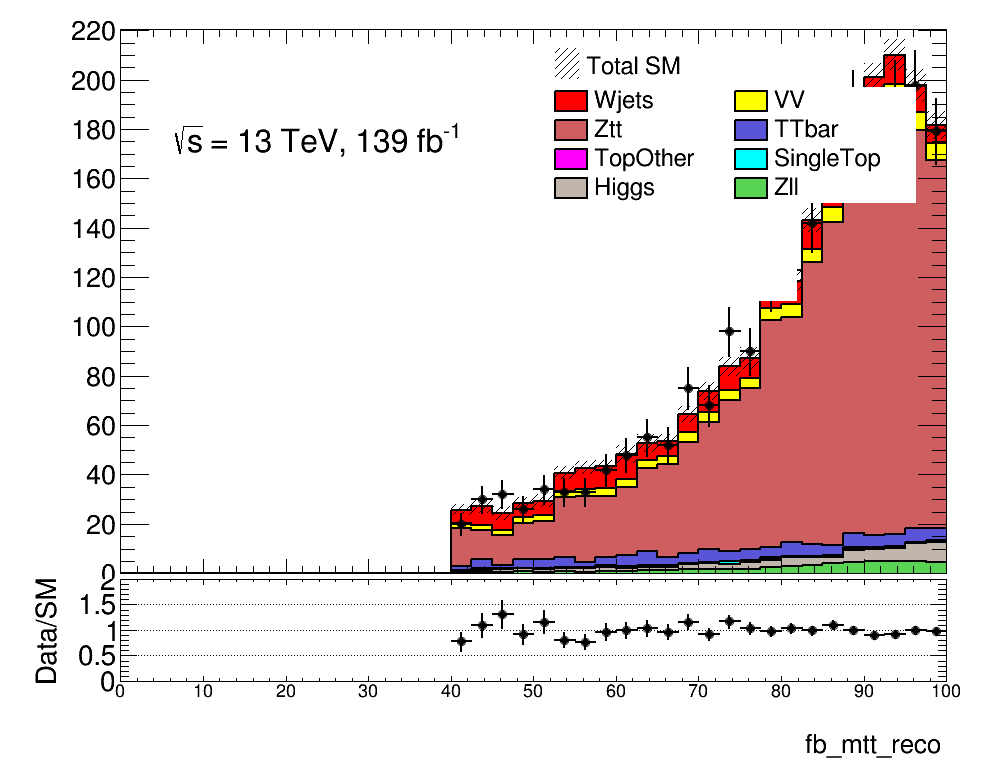 220
200
180
160
140
120
100
80
60
40
20
0
√s = 13 TeV, 139 fb-1
Total SM
Wjets VV
Ztt TTbar
TopOther SingleTop
Higgs Zll
Data/SM
2
1.5
1
0.5
0
0 10 20 30 40 50 60 70 80 90 100
fb_mtt_reco